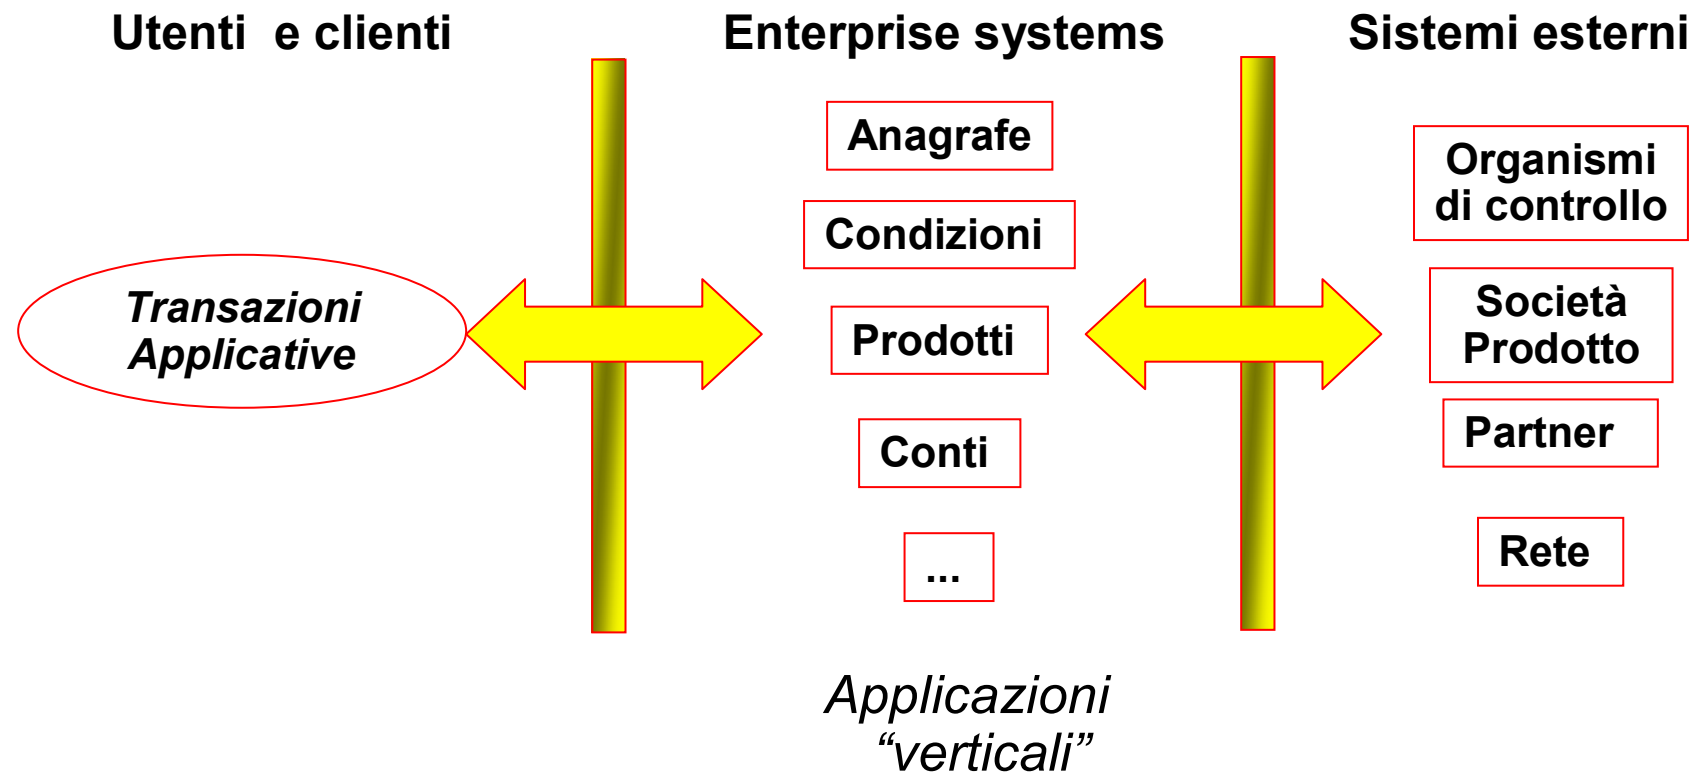 Utenti e clienti
Enterprise systems
Sistemi esterni
Transazioni
Applicative
Anagrafe
Condizioni
Prodotti
Conti
...
Applicazioni
“verticali”
Organismi
di controllo
Società
Prodotto
Partner
Rete